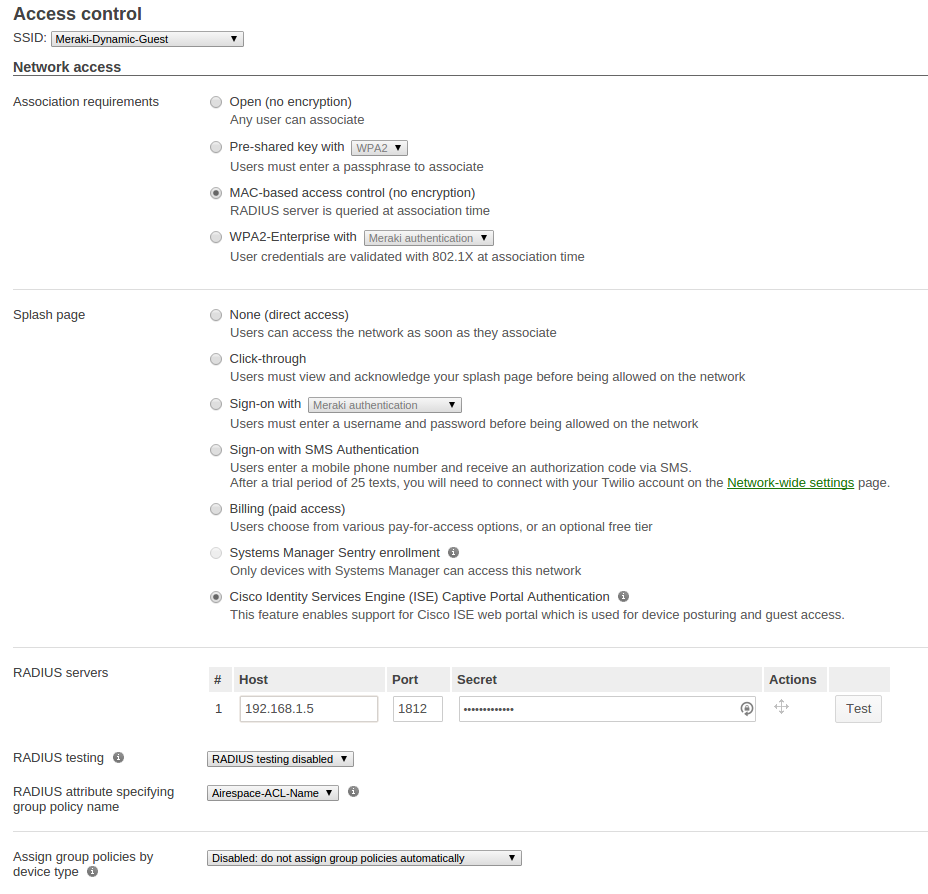 Access control
SSID: Meraki-Dynamic-Guest
Network access
Association requirements
Open (no encryption)
Any user can associate
Pre-shared key with WPA2
Users must enter a passphrase to associate
MAC-based access control (no encryption)
RADIUS server is queried at association time
WPA2-Enterprise with Meraki authentication
User credentials are validated with 802.1X at association time
Splash page
None (direct access)
Users can access the network as soon as they associate
Click-through
Users must view and acknowledge your splash page before being allowed on the network
Sign-on with Meraki authentication
Users must enter a username and password before being allowed on the network
Sign-on with SMS Authentication
Users enter a mobile phone number and receive an authorization code via SMS.
After a trial period of 25 texts, you will need to connect with your Twilio account on the Network-wide settings page.
Billing (paid access)
Users choose from various pay-for-access options, or an optional free tier
Systems Manager Sentry enrollment
Only devices with Systems Manager can access this network
Cisco Identity Services Engine (ISE) Captive Portal Authentication
This feature enables support for Cisco ISE web portal which is used for device posturing and guest access.
RADIUS servers
# Host Port Secret Actions
1 192.168.1.5 1812 ••••••••••••• Test
RADIUS testing RADIUS testing disabled
RADIUS attribute specifying
group policy name
Airespace-ACL-Name
Assign group policies by
device type
Disabled: do not assign group policies automatically